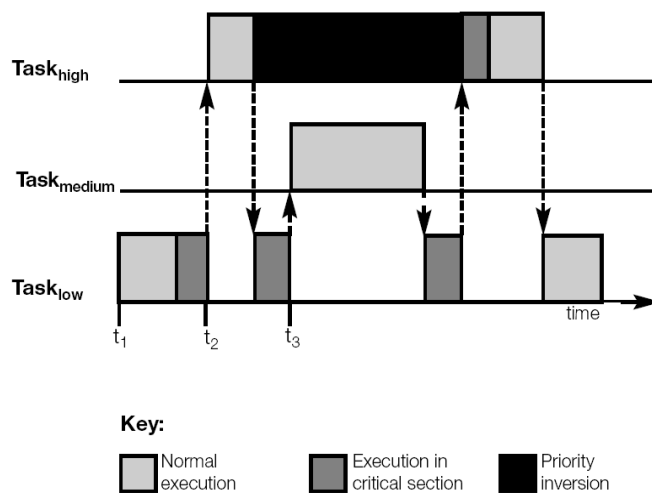 Task_high
Task_medium
Task_low
time
t_1 t_2 t_3
Key:
Normal execution
Execution in critical section
Priority inversion